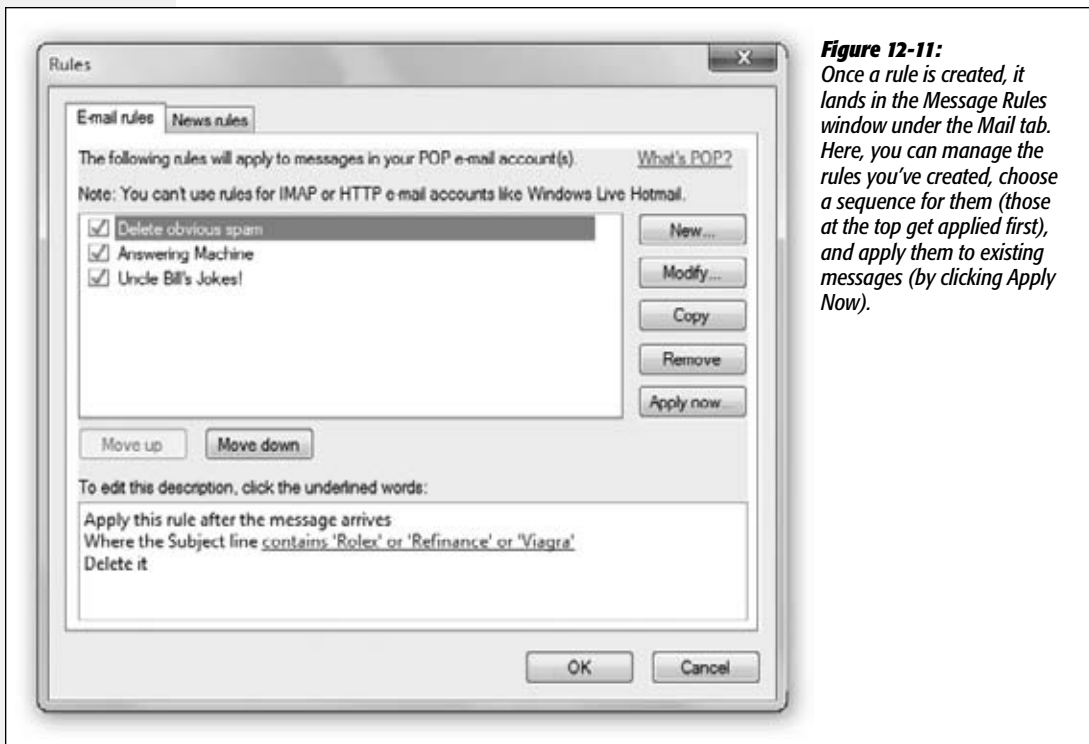 Rules
X
E-mail rules
News rules
The following rules will apply to messages in your POP e-mail account(s).
What's POP?
Note: You can't use rules for IMAP or HTTP e-mail accounts like Windows Live Hotmail.
Delete obvious spam
Answering Machine
Uncle Bill's Jokes!
New...
Modify...
Copy
Remove
Apply now...
Move up
Move down
To edit this description, click the underlined words:
Apply this rule after the message arrives
Where the Subject line contains 'Rolex' or 'Refinance' or 'Viagra'
Delete it
OK
Cancel
Figure 12-11:
Once a rule is created, it
lands in the Message Rules
window under the Mail tab.
Here, you can manage the
rules you've created, choose
a sequence for them (those
at the top get applied first),
and apply them to existing
messages (by clicking Apply
Now).